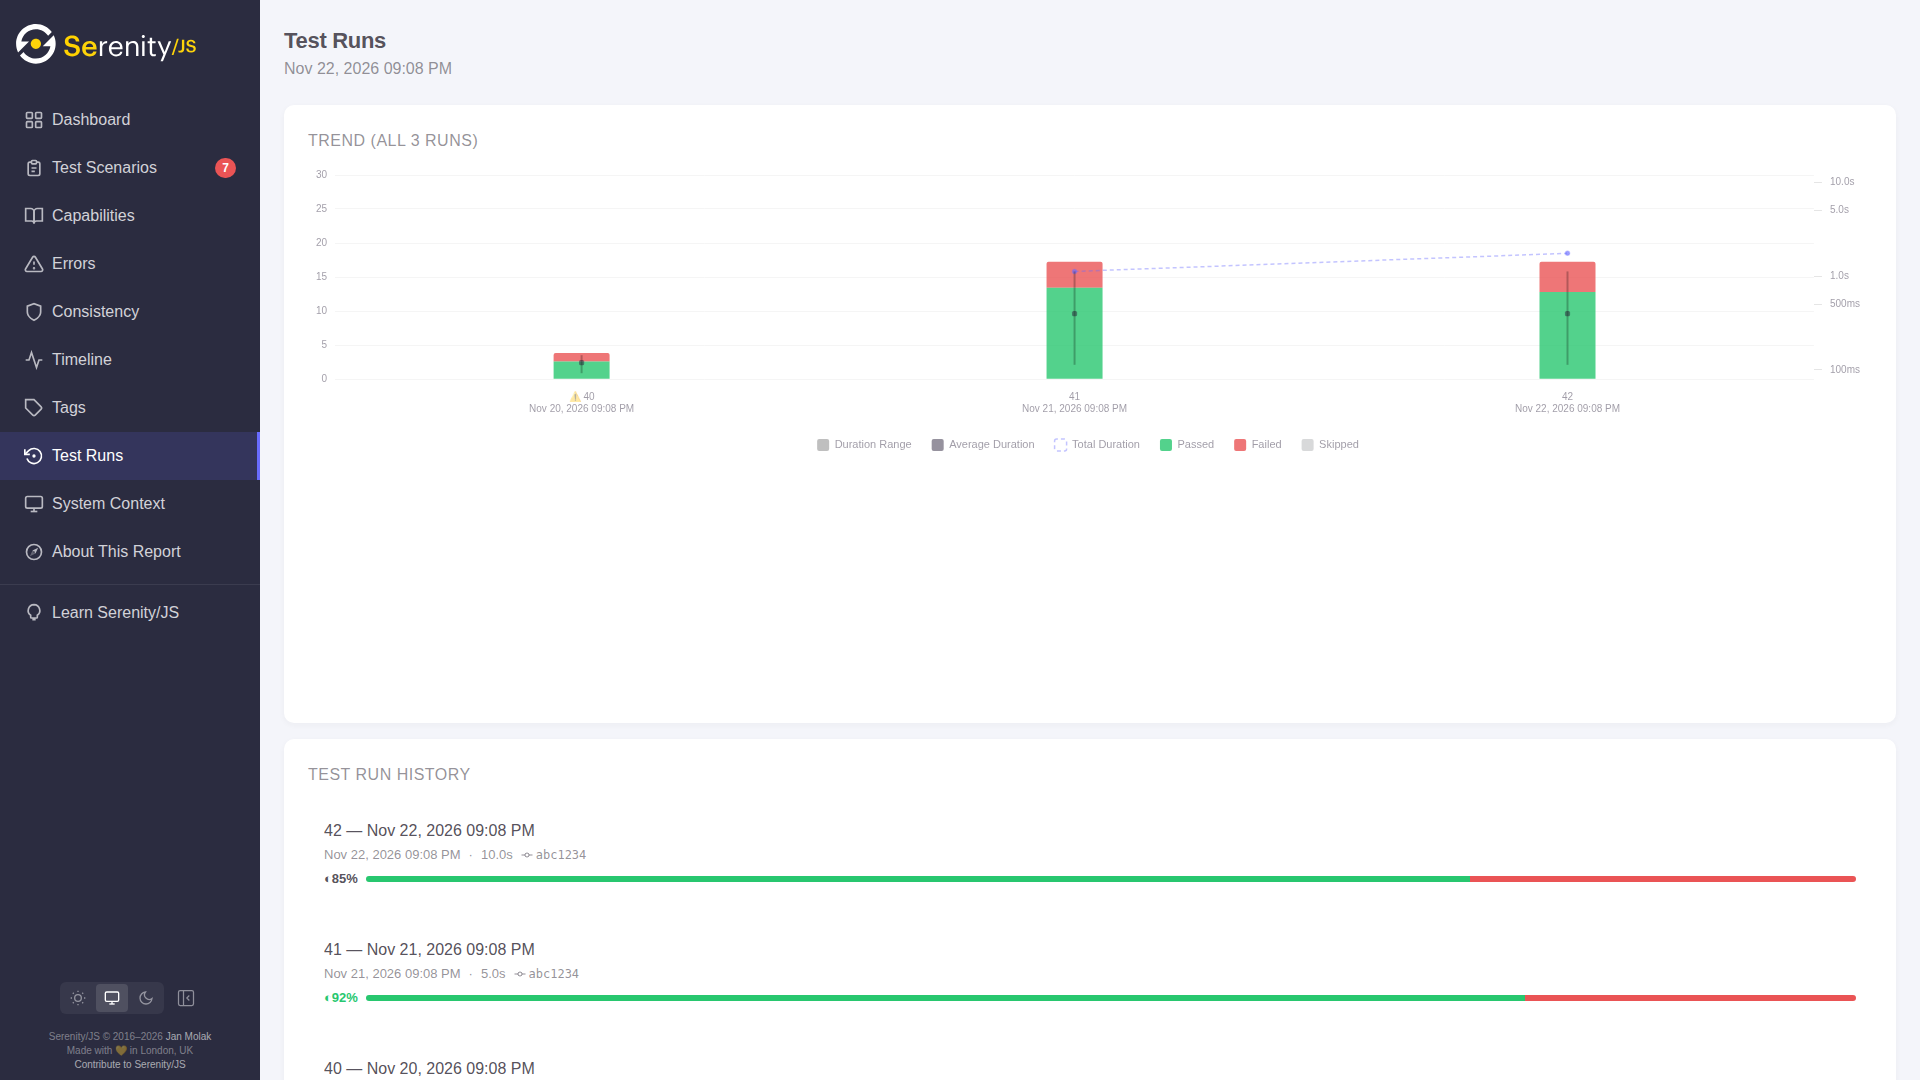 Serenity/JS
Dashboard
Test Scenarios 7
Capabilities
Errors
Consistency
Timeline
Tags
Test Runs
System Context
About This Report
Learn Serenity/JS
Serenity/JS © 2016–2026 Jan Molak
Made with 💛 in London, UK
Contribute to Serenity/JS
Test Runs
Nov 22, 2026 09:08 PM
TREND (ALL 3 RUNS)
30
25
20
15
10
5
0
10.0s
5.0s
1.0s
500ms
100ms
⚠️ 40
Nov 20, 2026 09:08 PM
41
Nov 21, 2026 09:08 PM
42
Nov 22, 2026 09:08 PM
Duration Range Average Duration Total Duration Passed Failed Skipped
TEST RUN HISTORY
42 — Nov 22, 2026 09:08 PM
Nov 22, 2026 09:08 PM · 10.0s abc1234
85%
41 — Nov 21, 2026 09:08 PM
Nov 21, 2026 09:08 PM · 5.0s abc1234
92%
40 — Nov 20, 2026 09:08 PM